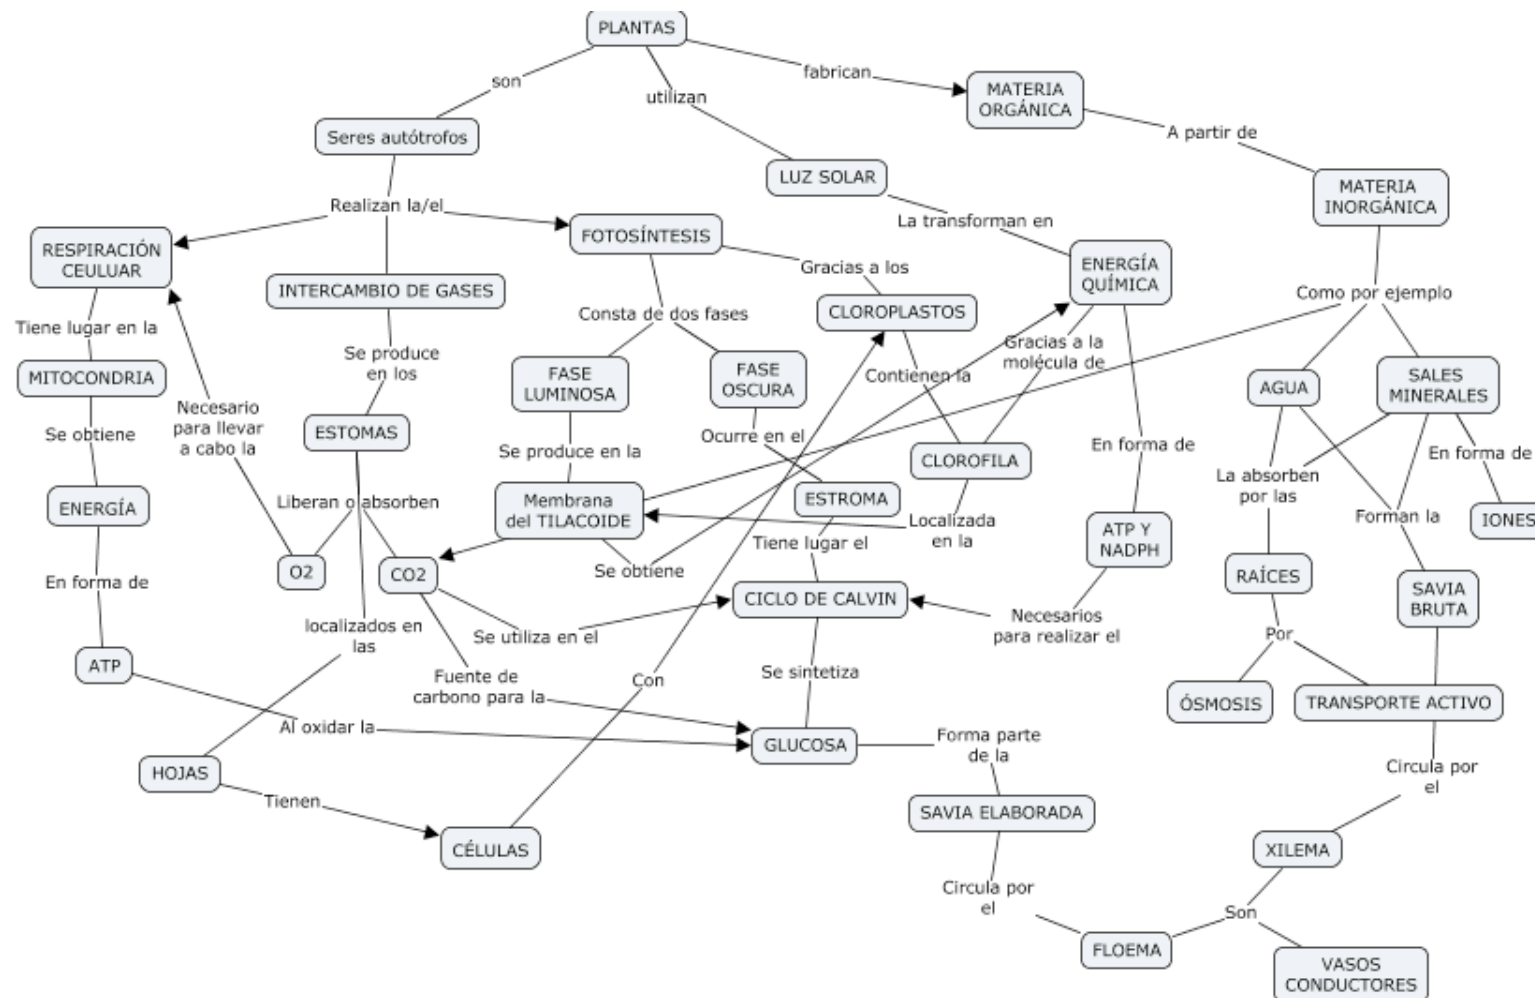 PLANTAS
son
utilizan
fabrican
MATERIA
ORGÁNICA
A partir de
Seres autótrofos
LUZ SOLAR
MATERIA
INORGÁNICA
Realizan la/el
La transforman en
RESPIRACIÓN
CEULUAR
FOTOSÍNTESIS
ENERGÍA
QUÍMICA
INTERCAMBIO DE GASES
Gracias a los
Como por ejemplo
Tiene lugar en la
Consta de dos fases
CLOROPLASTOS
Se produce
en los
Gracias a la
molécula de
MITOCONDRIA
FASE
LUMINOSA
FASE
OSCURA
Contienen la
AGUA
SALES
MINERALES
Necesario
para llevar
a cabo la
Se obtiene
ESTOMAS
Ocurre en el
Se produce en la
CLOROFILA
En forma de
En forma de
La absorben
por las
ENERGÍA
Liberan o absorben
Membrana
del TILACOIDE
ESTROMA
Localizada
en la
ATP Y
NADPH
Forman la
IONES
Tiene lugar el
En forma de
O2
CO2
Se obtiene
RAÍCES
SAVIA
BRUTA
CICLO DE CALVIN
localizados en
las
Se utiliza en el
Necesarios
para realizar el
Por
ATP
Fuente de
carbono para la
Con
Se sintetiza
ÓSMOSIS
TRANSPORTE ACTIVO
Al oxidar la
GLUCOSA
Forma parte
de la
HOJAS
Circula por
el
Tienen
SAVIA ELABORADA
CÉLULAS
XILEMA
Circula por
el
Son
FLOEMA
VASOS
CONDUCTORES